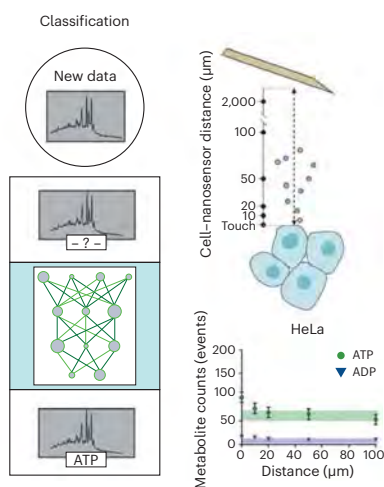 Classification
New data
– ? –
ATP
Cell–nanosensor distance (µm)
2,000
100
50
20
10
Touch
HeLa
Metabolite counts (events)
200
150
100
50
0
ATP
ADP
0
20
40
60
80
100
Distance (µm)